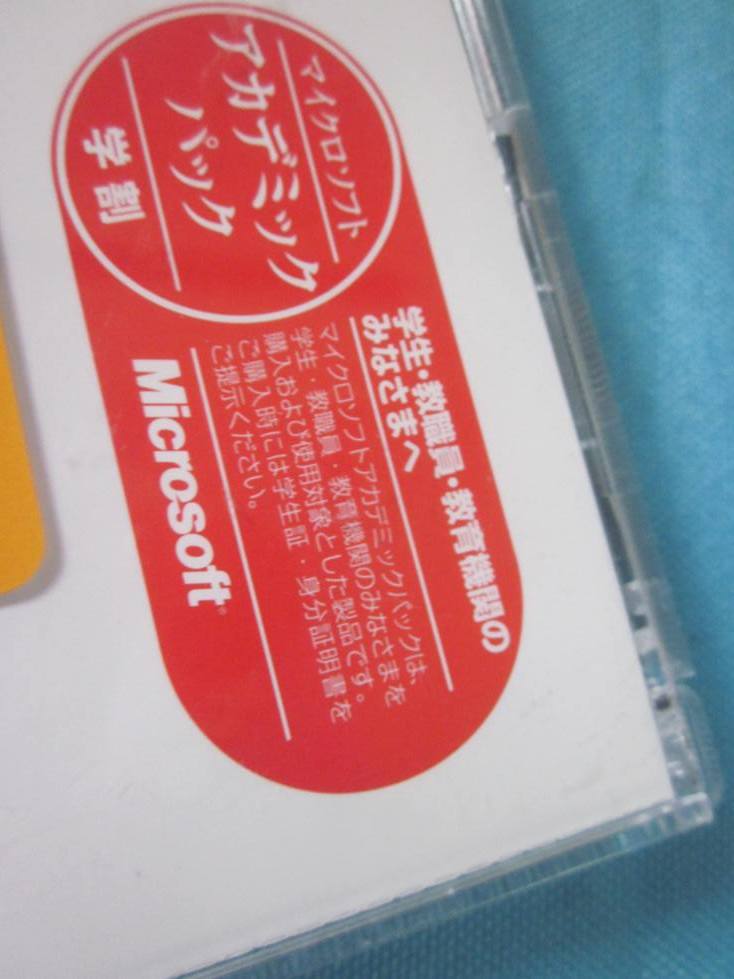 マイクロソフト
アカデミック
パック
学割
学生・教職員・教育機関の
みなさまへ
マイクロソフトアカデミックパックは、
学生・教職員・教育機関のみなさまを
購入および使用対象とした製品です。
ご購入時には学生証・身分証明書を
ご提示ください。
Microsoft®